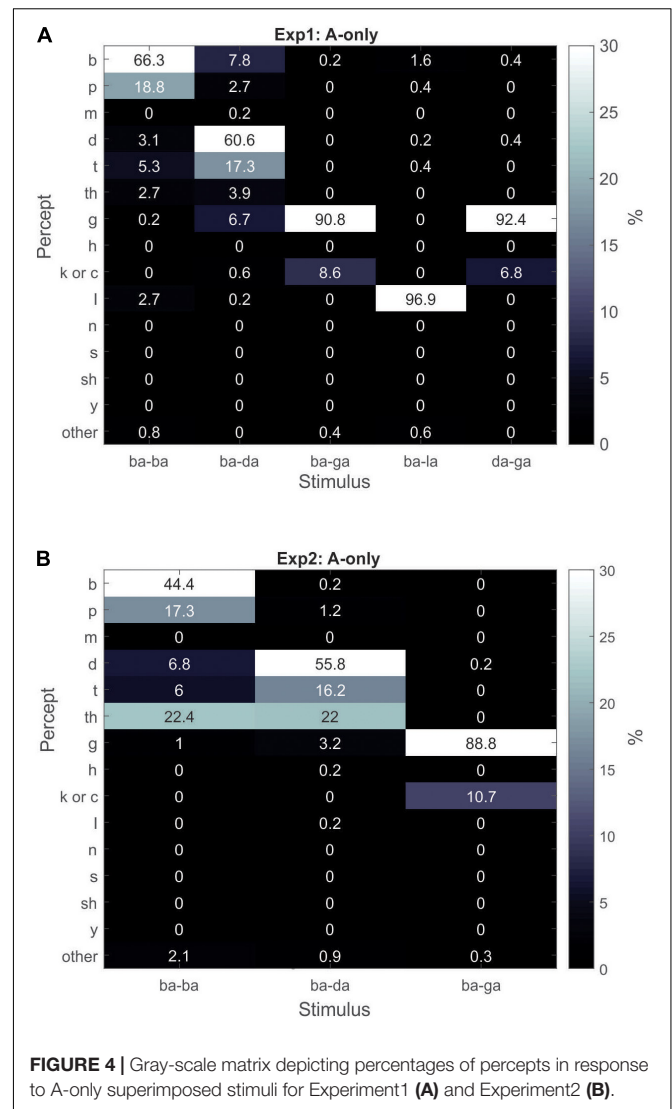 A
Exp1: A-only
b 66.3 7.8 0.2 1.6 0.4
p 18.8 2.7 0 0.4 0
m 0 0.2 0 0 0
d 3.1 60.6 0 0.2 0.4
t 5.3 17.3 0 0.4 0
th 2.7 3.9 0 0 0
g 0.2 6.7 90.8 0 92.4
h 0 0 0 0 0
k or c 0 0.6 8.6 0 6.8
l 2.7 0.2 0 96.9 0
n 0 0 0 0 0
s 0 0 0 0 0
sh 0 0 0 0 0
y 0 0 0 0 0
other 0.8 0 0.4 0.6 0
ba-ba ba-da ba-ga ba-la da-ga
Stimulus
Percept
30
25
20
15
10
5
0
%
B
Exp2: A-only
b 44.4 0.2 0
p 17.3 1.2 0
m 0 0 0
d 6.8 55.8 0.2
t 6 16.2 0
th 22.4 22 0
g 1 3.2 88.8
h 0 0.2 0
k or c 0 0 10.7
l 0 0.2 0
n 0 0 0
s 0 0 0
sh 0 0 0
y 0 0 0
other 2.1 0.9 0.3
ba-ba ba-da ba-ga
Stimulus
Percept
30
25
20
15
10
5
0
%
FIGURE 4 | Gray-scale matrix depicting percentages of percepts in response
to A-only superimposed stimuli for Experiment1 (A) and Experiment2 (B).